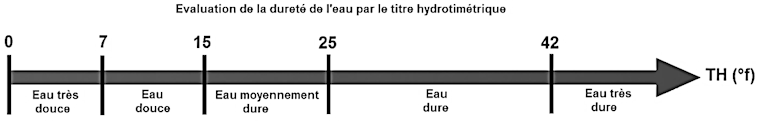 Evaluation de la dureté de l'eau par le titre hydrotimétrique
0 7 15 25 42
TH (°f)
Eau très douce
Eau douce
Eau moyennement dure
Eau dure
Eau très dure